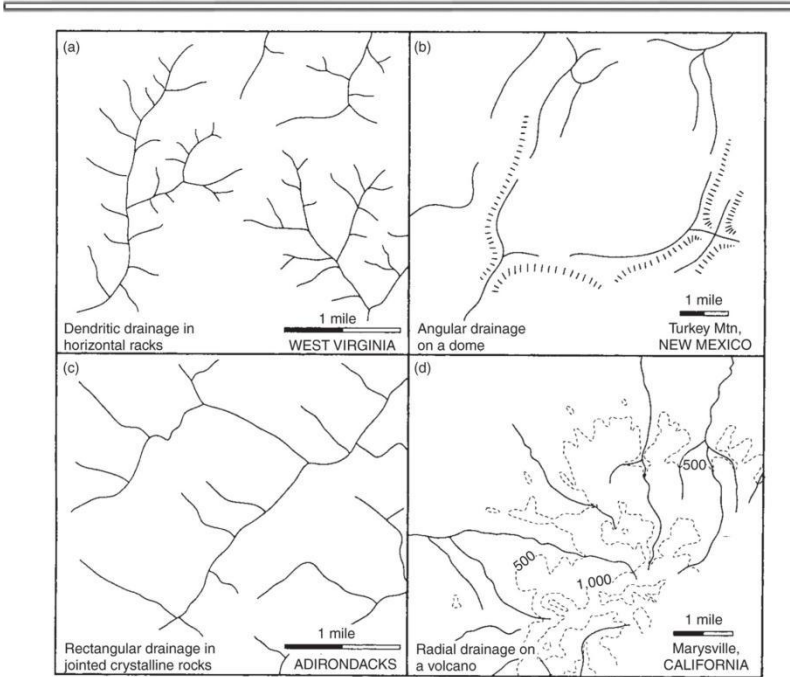 (a)
Dendritic drainage in
horizontal racks
1 mile
WEST VIRGINIA
(b)
Angular drainage
on a dome
1 mile
Turkey Mtn,
NEW MEXICO
(c)
Rectangular drainage in
jointed crystalline rocks
1 mile
ADIRONDACKS
(d)
500
500
1,000
Radial drainage on
a volcano
1 mile
Marysville,
CALIFORNIA